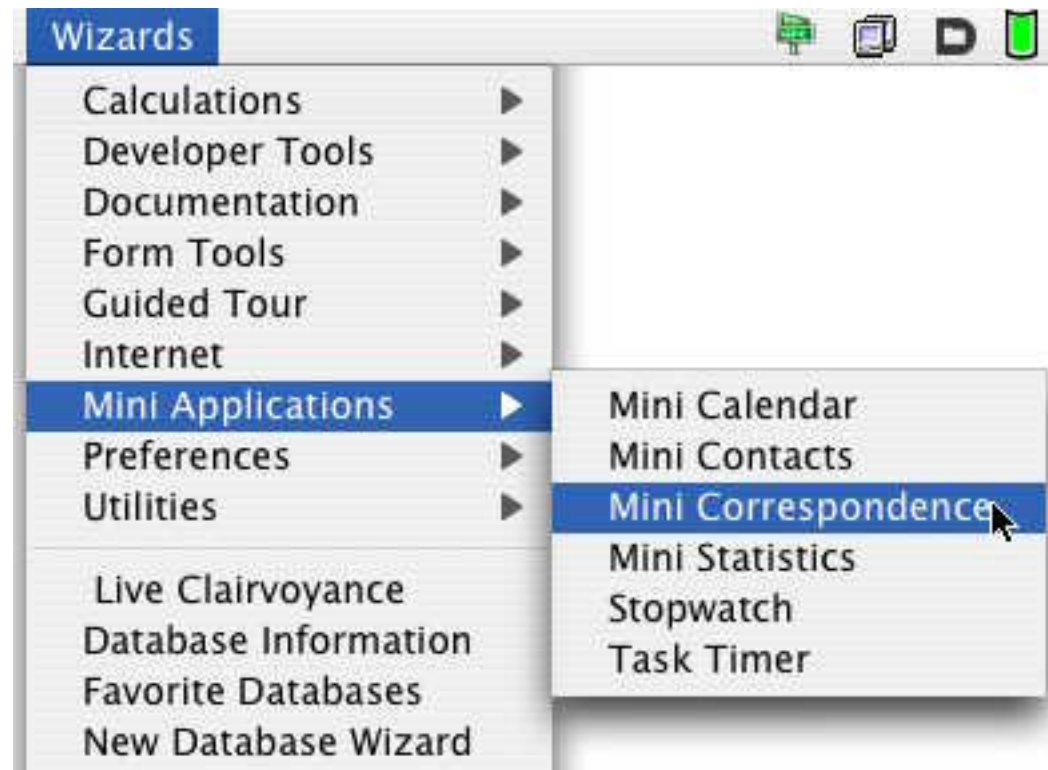 Wizards
Calculations
Developer Tools
Documentation
Form Tools
Guided Tour
Internet
Mini Applications
Preferences
Utilities
Live Clairvoyance
Database Information
Favorite Databases
New Database Wizard
Mini Calendar
Mini Contacts
Mini Correspondence
Mini Statistics
Stopwatch
Task Timer